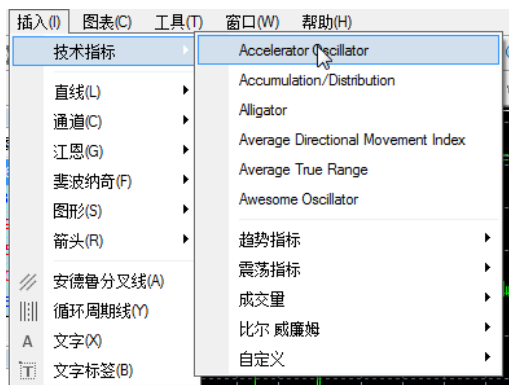 插入(I) 图表(C) 工具(T) 窗口(W) 帮助(H)
技术指标
直线(L)
通道(C)
江恩(G)
斐波纳奇(F)
图形(S)
箭头(R)
安德鲁分叉线(A)
循环周期线(Y)
A 文字(X)
T 文字标签(B)
Accelerator Oscillator
Accumulation/Distribution
Alligator
Average Directional Movement Index
Average True Range
Awesome Oscillator
趋势指标
震荡指标
成交量
比尔 威廉姆
自定义